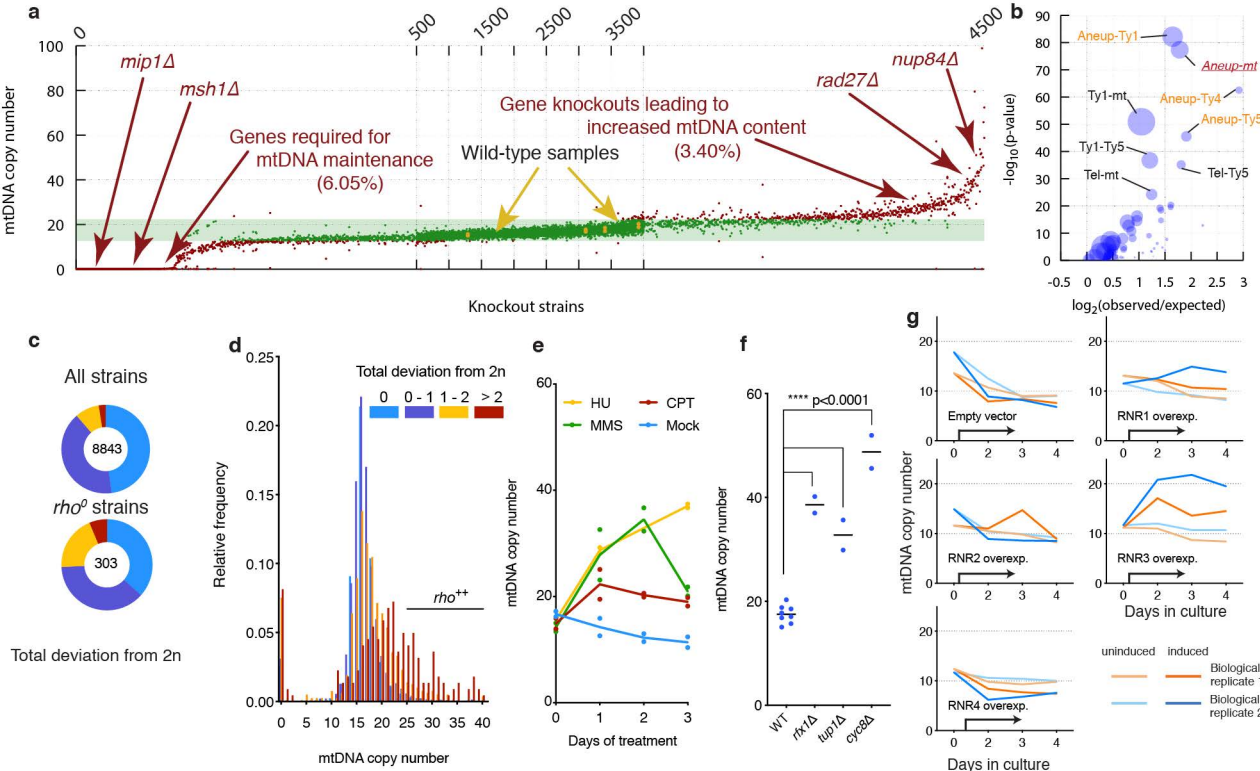 a
0
500
1500
2500
3500
4500
mtDNA copy number
100
80
60
40
20
0
mip1Δ
msh1Δ
Genes required for
mtDNA maintenance
(6.05%)
Gene knockouts leading to
increased mtDNA content
(3.40%)
Wild-type samples
rad27Δ
nup84Δ
Knockout strains
b
-log10(p-value)
90
80
70
60
50
40
30
20
10
0
Aneup-Ty1
Aneup-mt
Ty1-mt
Aneup-Ty4
Aneup-Ty5
Ty1-Ty5
Tel-mt
Tel-Ty5
-0.5 0 0.5 1 1.5 2 2.5 3
log2(observed/expected)
c
All strains
8843
rho0 strains
303
Total deviation from 2n
d
Relative frequency
0.25
0.20
0.15
0.10
0.05
0.00
Total deviation from 2n
0 0 - 1 1 - 2 > 2
rho++
0 5 10 15 20 25 30 35 40
mtDNA copy number
e
mtDNA copy number
60
40
20
0
HU CPT
MMS Mock
0 1 2 3
Days of treatment
f
mtDNA copy number
60
40
20
0
**** p<0.0001
WT
rfx1Δ
tup1Δ
cyc8Δ
g
mtDNA copy number
20
10
0
Empty vector
0 2 3 4
20
10
0
RNR1 overexp.
0 2 3 4
20
10
0
RNR2 overexp.
0 2 3 4
20
10
0
RNR3 overexp.
0 2 3 4
Days in culture
20
10
0
RNR4 overexp.
0 2 3 4
Days in culture
uninduced induced
Biological
replicate
Biological
replicate